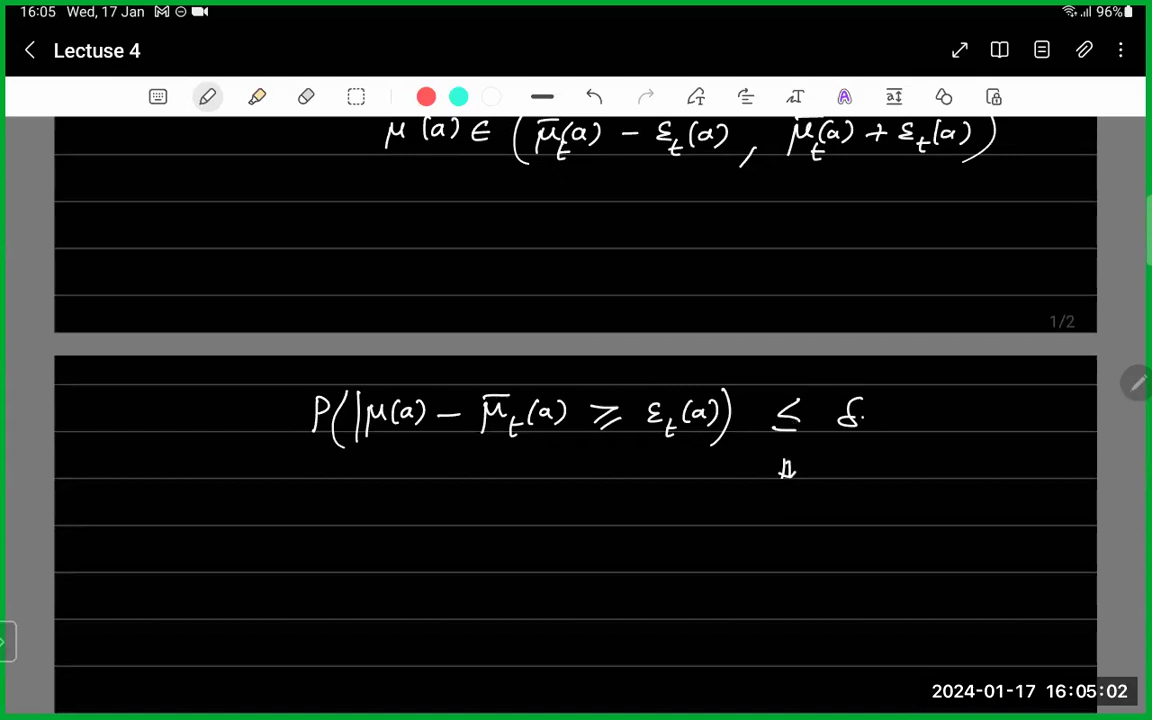 16:05 Wed, 17 Jan 96%
Lectuse 4
μ(a) ∈ (μ̄_t(a) − ε_t(a), μ̄_t(a) + ε_t(a))
1/2
P(|μ(a) − μ̄_t(a) ≥ ε_t(a)) ≤ δ.
2024-01-17 16:05:02